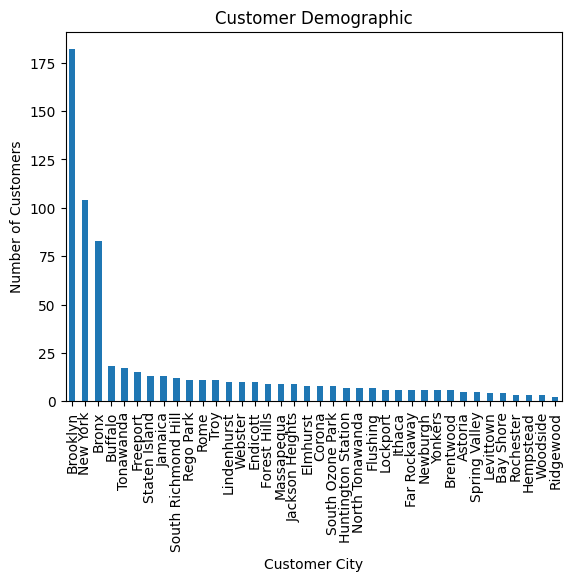 Customer Demographic
Number of Customers
175
150
125
100
75
50
25
0
Brooklyn
New York
Bronx
Buffalo
Tonawanda
Freeport
Staten Island
Jamaica
South Richmond Hill
Rego Park
Rome
Troy
Lindenhurst
Webster
Endicott
Forest Hills
Massapequa
Jackson Heights
Elmhurst
Corona
South Ozone Park
Huntington Station
North Tonawanda
Flushing
Lockport
Ithaca
Far Rockaway
Newburgh
Yonkers
Brentwood
Astoria
Spring Valley
Levittown
Bay Shore
Rochester
Hempstead
Woodside
Ridgewood
Customer City